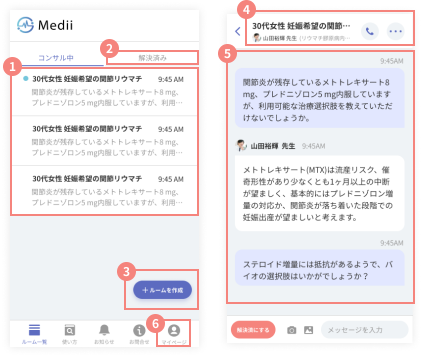 Medii
コンサル中
2
解決済み
1
30代女性 妊娠希望の関節リウマチ 9:45 AM
関節炎が残存しているメトトレキサート8 mg、
プレドニゾロン5 mg内服していますが、利用…
30代女性 妊娠希望の関節リウマチ 9:45 AM
関節炎が残存しているメトトレキサート8 mg、
プレドニゾロン5 mg内服していますが、利用…
30代女性 妊娠希望の関節リウマチ 9:45 AM
関節炎が残存しているメトトレキサート8 mg、
プレドニゾロン5 mg内服していますが、利用…
3
＋ルームを作成
6
ルーム一覧
使い方
お知らせ
お問合せ
マイページ
4
30代女性 妊娠希望の関節…
山田裕輝 先生
5
9:45AM
関節炎が残存しているメトトレキサート8
mg、プレドニゾロン5 mg内服しています
が、利用可能な治療選択肢を教えていただ
けないでしょうか。
山田裕輝 先生 9:45AM
メトトレキサート(MTX)は流産リスク、催
奇形性があり少なくとも1ヶ月以上の中断
が望ましく、基本的にはプレドニゾロン増
量の対応か、関節炎が落ち着いた段階での
妊娠出産が望ましいと考えます。
9:45AM
ステロイド増量には抵抗があるようで、バ
イオの選択肢はいかがでしょうか？
解決済にする
メッセージを入力